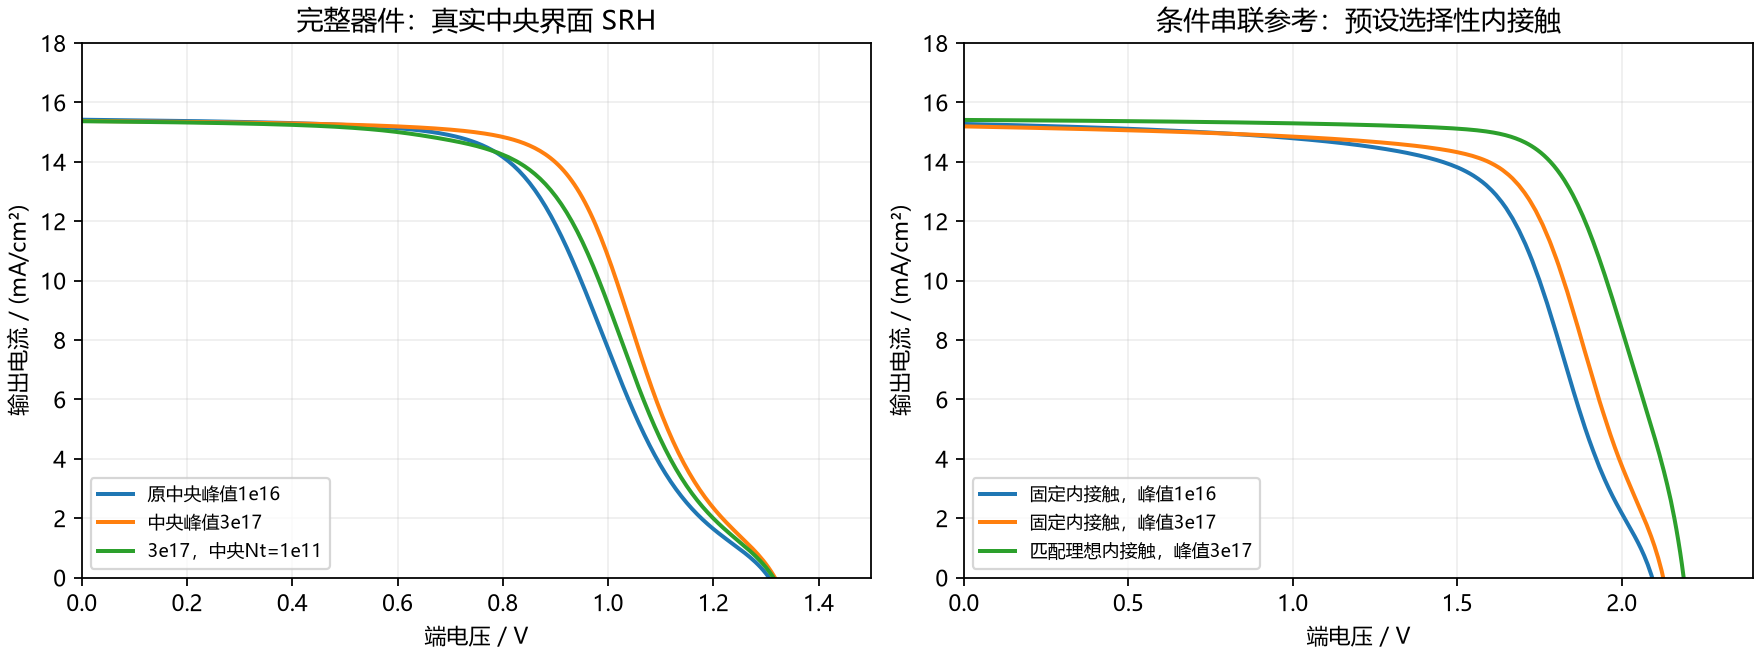 完整器件：真实中央界面 SRH
18
16
14
12
10
8
6
4
2
0
输出电流 / (mA/cm²)
原中央峰值1e16
中央峰值3e17
3e17，中央Nt=1e11
0.0 0.2 0.4 0.6 0.8 1.0 1.2 1.4
端电压 / V
条件串联参考：预设选择性内接触
18
16
14
12
10
8
6
4
2
0
输出电流 / (mA/cm²)
固定内接触，峰值1e16
固定内接触，峰值3e17
匹配理想内接触，峰值3e17
0.0 0.5 1.0 1.5 2.0
端电压 / V